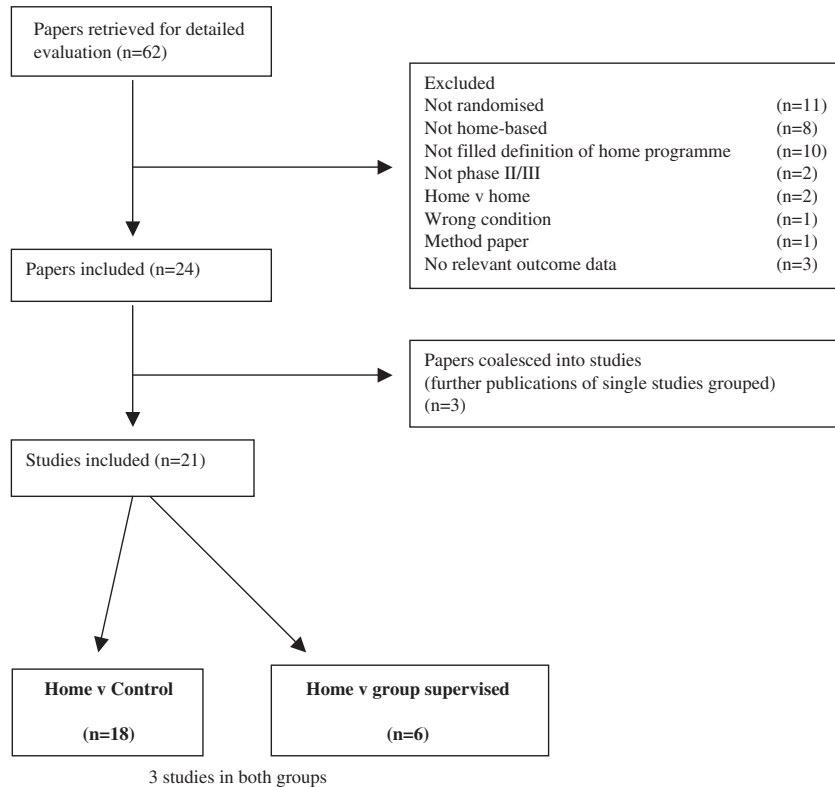 Papers retrieved for detailed
evaluation (n=62)
Excluded
Not randomised (n=11)
Not home-based (n=8)
Not filled definition of home programme (n=10)
Not phase II/III (n=2)
Home v home (n=2)
Wrong condition (n=1)
Method paper (n=1)
No relevant outcome data (n=3)
Papers included (n=24)
Papers coalesced into studies
(further publications of single studies grouped)
(n=3)
Studies included (n=21)
Home v Control
(n=18)
Home v group supervised
(n=6)
3 studies in both groups